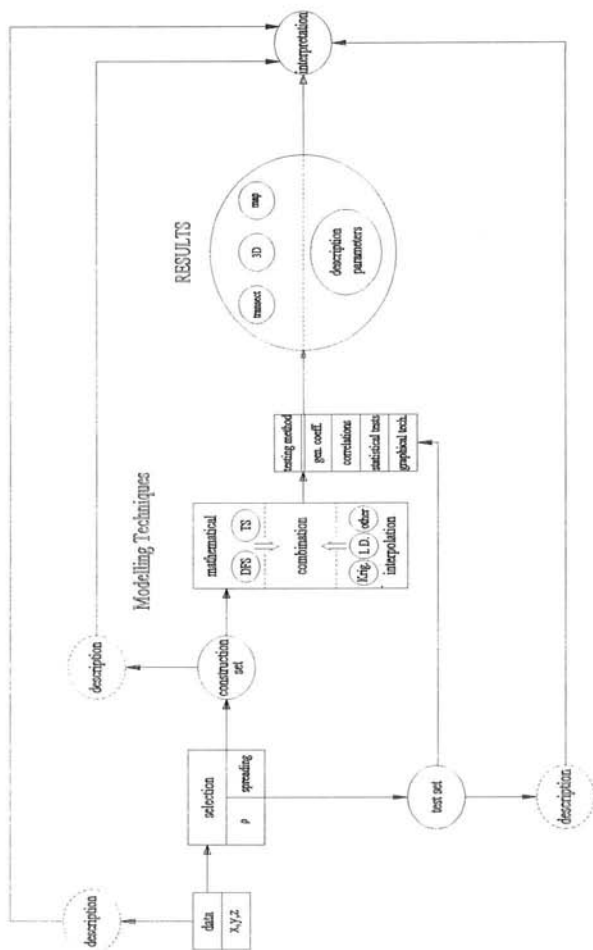 description
data
x,y,z
selection
ρ
spreading
description
construction
set
test set
description
Modelling Techniques
mathematical
DFS
TS
combination
Krig.
I.D.
other
interpolation
testing method
gen. coeff.
correlations
statistical tests
graphical tech.
RESULTS
transect
3D
map
description
parameters
interpretation